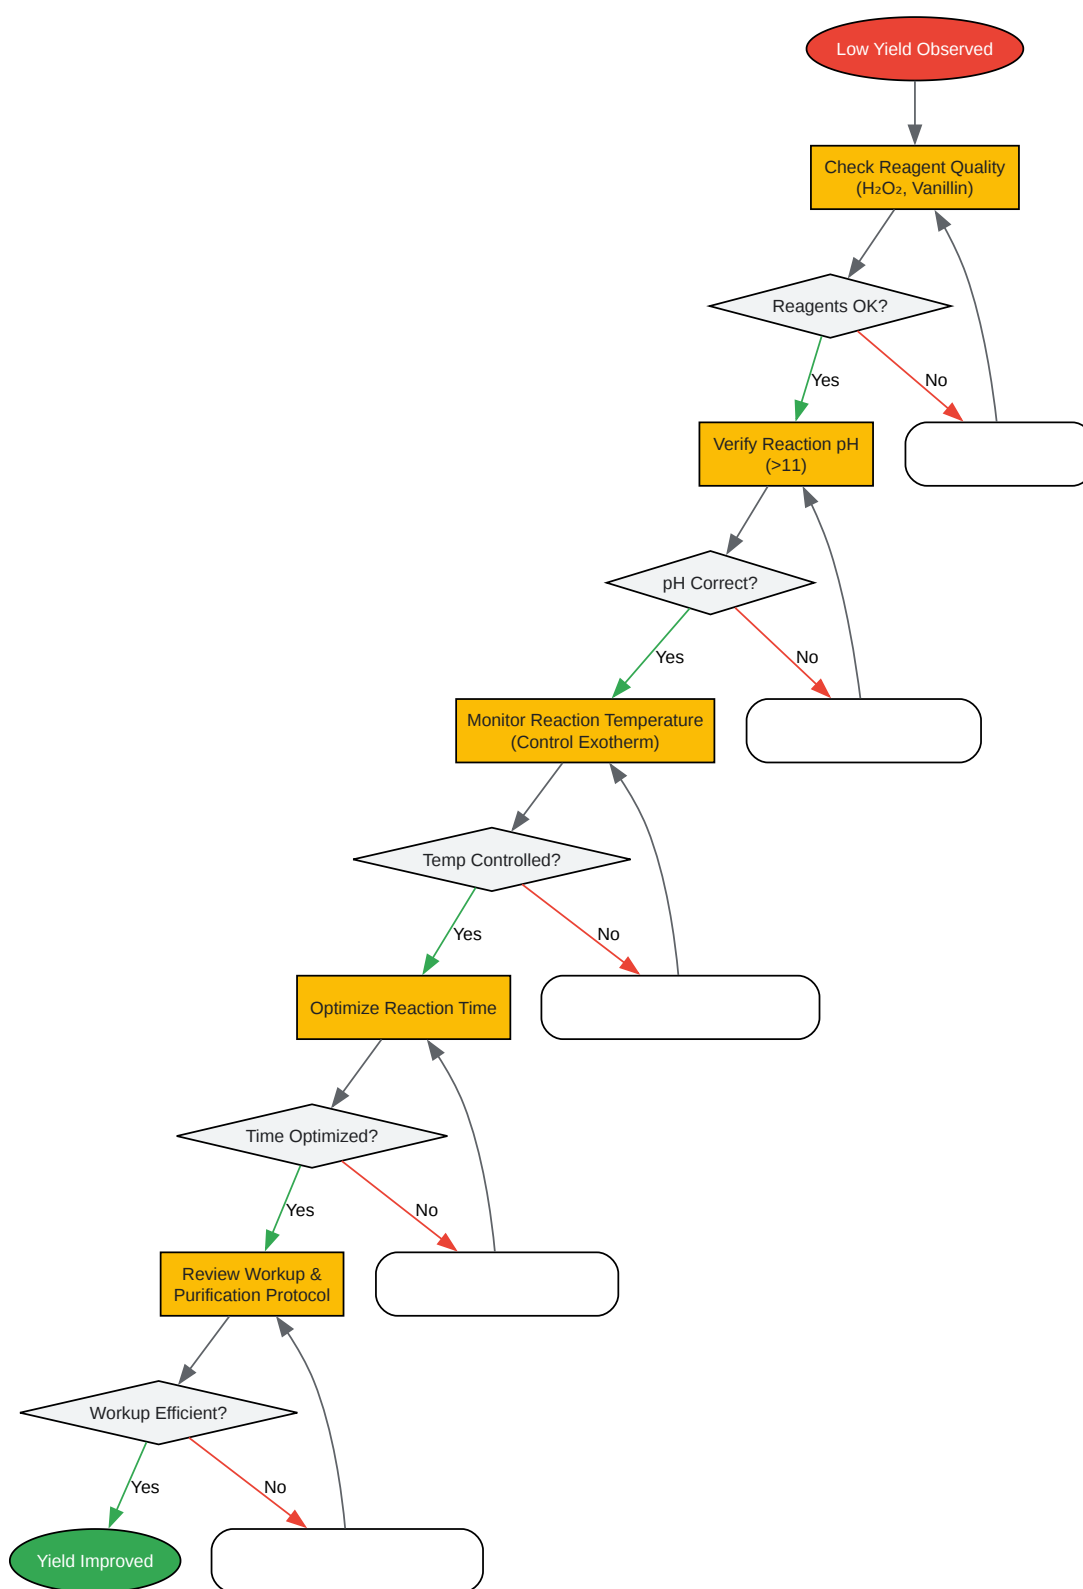 Low Yield Observed
Check Reagent Quality
(H₂O₂, Vanillin)
Reagents OK?
Yes
No
Verify Reaction pH
(>11)
pH Correct?
Yes
No
Monitor Reaction Temperature
(Control Exotherm)
Temp Controlled?
Yes
No
Optimize Reaction Time
Time Optimized?
Yes
No
Review Workup &
Purification Protocol
Workup Efficient?
Yes
No
Yield Improved